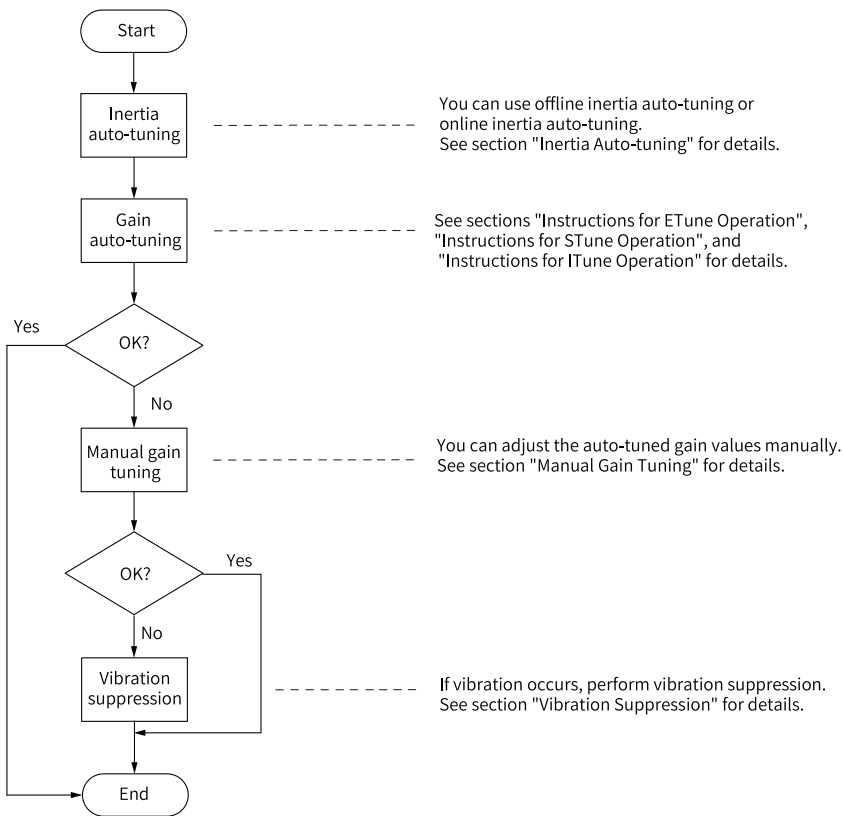 Start
Inertia
auto-tuning
You can use offline inertia auto-tuning or
online inertia auto-tuning.
See section "Inertia Auto-tuning" for details.
Gain
auto-tuning
See sections "Instructions for ETune Operation",
"Instructions for STune Operation", and
"Instructions for ITune Operation" for details.
Yes
OK?
No
Manual gain
tuning
You can adjust the auto-tuned gain values manually.
See section "Manual Gain Tuning" for details.
Yes
OK?
No
Vibration
suppression
If vibration occurs, perform vibration suppression.
See section "Vibration Suppression" for details.
End